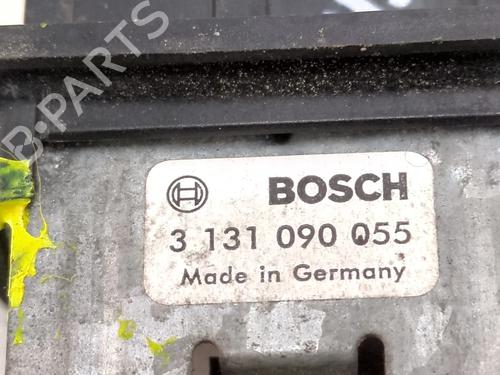 B-PARTS
BOSCH
3 131 090 055
Made in Germany